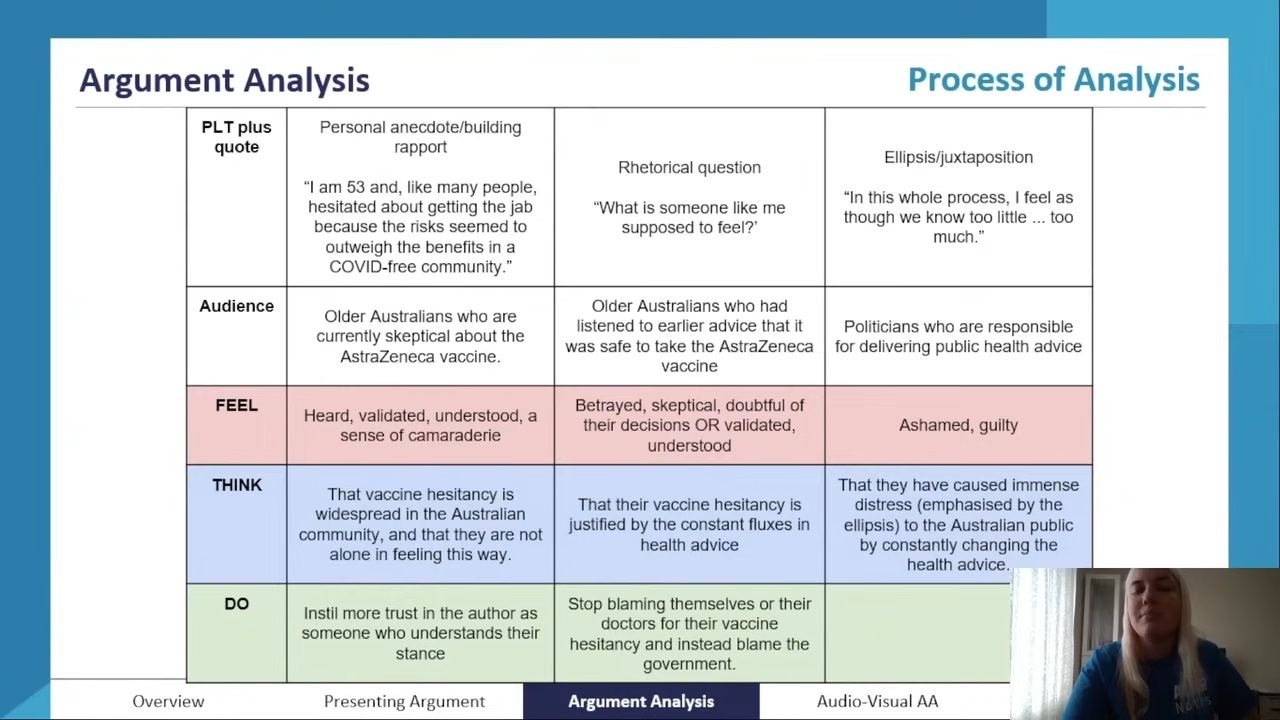 Argument Analysis
Process of Analysis
PLT plus
quote
Personal anecdote/building
rapport
“I am 53 and, like many people,
hesitated about getting the jab
because the risks seemed to
outweigh the benefits in a
COVID-free community.”
Rhetorical question
“What is someone like me
supposed to feel?’
Ellipsis/juxtaposition
“In this whole process, I feel as
though we know too little ... too
much.”
Audience
Older Australians who are
currently skeptical about the
AstraZeneca vaccine.
Older Australians who had
listened to earlier advice that it
was safe to take the AstraZeneca
vaccine
Politicians who are responsible
for delivering public health advice
FEEL
Heard, validated, understood, a
sense of camaraderie
Betrayed, skeptical, doubtful of
their decisions OR validated,
understood
Ashamed, guilty
THINK
That vaccine hesitancy is
widespread in the Australian
community, and that they are not
alone in feeling this way.
That their vaccine hesitancy is
justified by the constant fluxes in
health advice
That they have caused immense
distress (emphasised by the
ellipsis) to the Australian public
by constantly changing the
health advice.
DO
Instil more trust in the author as
someone who understands their
stance
Stop blaming themselves or their
doctors for their vaccine
hesitancy and instead blame the
government.
Overview
Presenting Argument
Argument Analysis
Audio-Visual AA